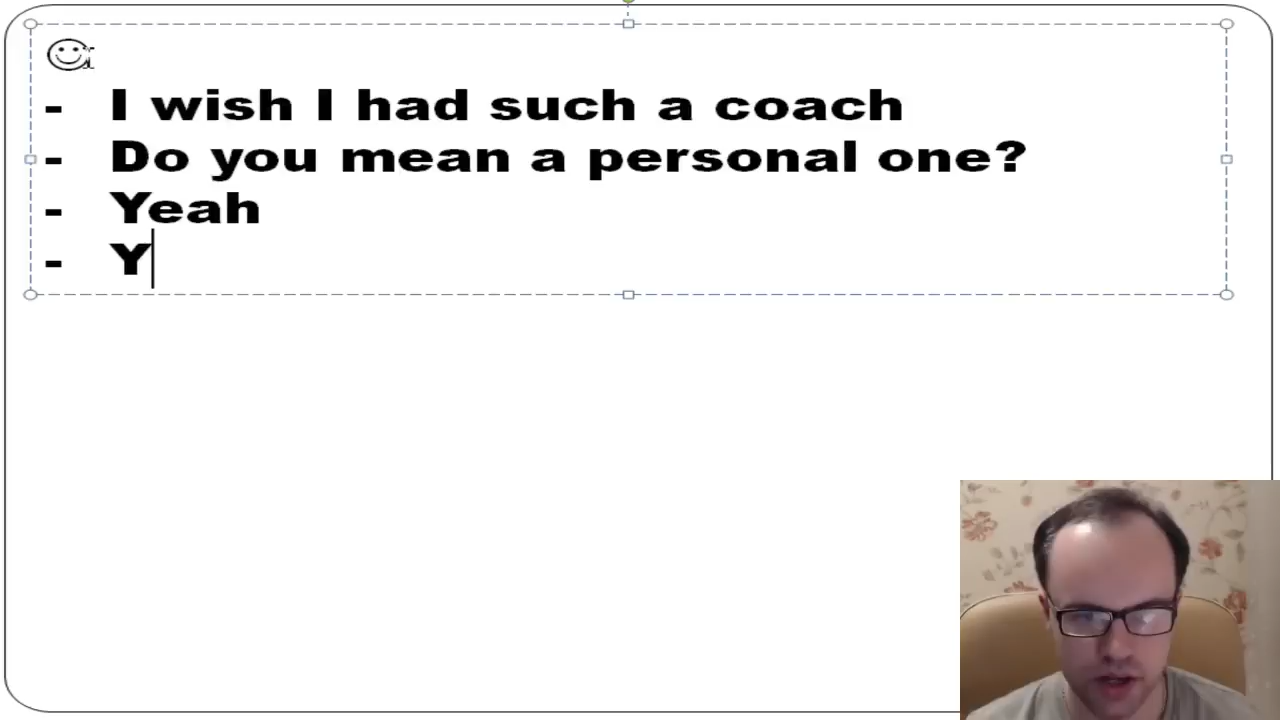 - I wish I had such a coach
- Do you mean a personal one?
- Yeah
- Y